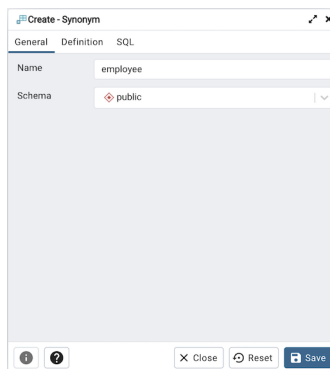 Create - Synonym
General Definition SQL
Name employee
Schema public
Close Reset Save